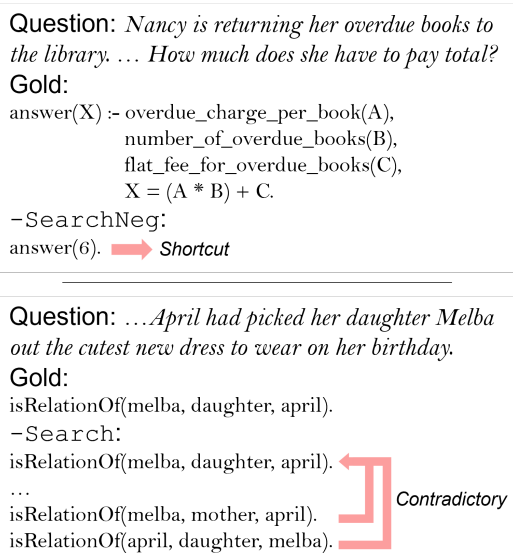 Question: Nancy is returning her overdue books to
the library. … How much does she have to pay total?
Gold:
answer(X) :- overdue_charge_per_book(A),
number_of_overdue_books(B),
flat_fee_for_overdue_books(C),
X = (A * B) + C.
-SearchNeg:
answer(6). Shortcut
Question: …April had picked her daughter Melba
out the cutest new dress to wear on her birthday.
Gold:
isRelationOf(melba, daughter, april).
-Search:
isRelationOf(melba, daughter, april).
…
Contradictory
isRelationOf(melba, mother, april).
isRelationOf(april, daughter, melba).